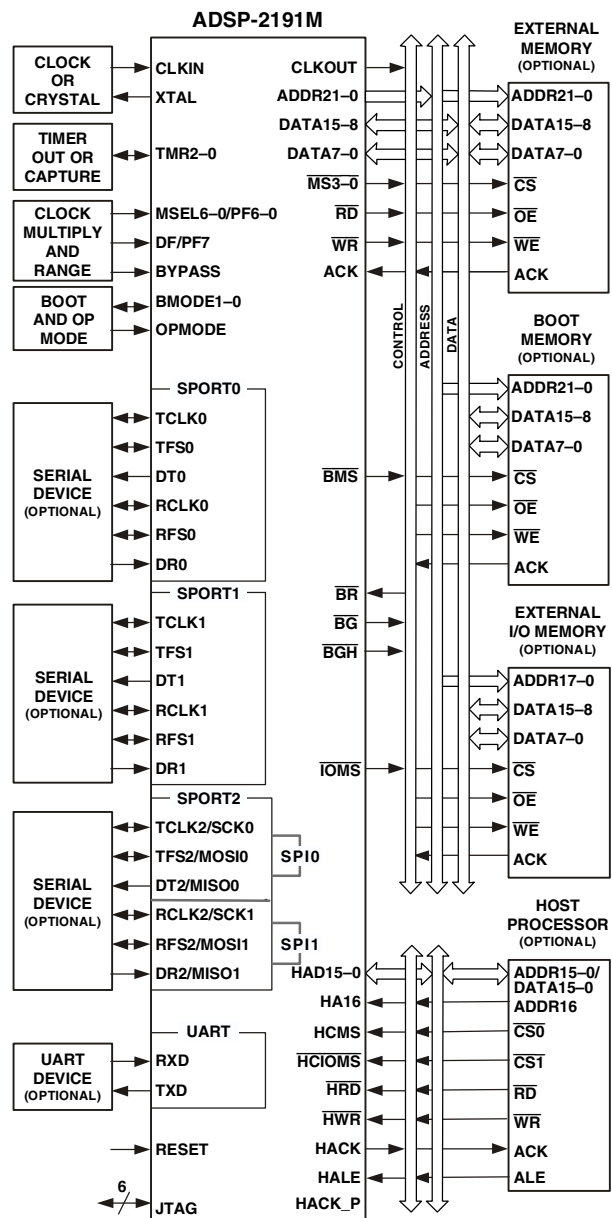 ADSP-2191M
CLOCK
OR
CRYSTAL
CLKIN
XTAL
TIMER
OUT OR
CAPTURE
TMR2–0
CLOCK
MULTIPLY
AND
RANGE
MSEL6–0/PF6–0
DF/PF7
BYPASS
BOOT
AND OP
MODE
BMODE1–0
OPMODE
SPORT0
SERIAL
DEVICE
(OPTIONAL)
TCLK0
TFS0
DT0
RCLK0
RFS0
DR0
SPORT1
SERIAL
DEVICE
(OPTIONAL)
TCLK1
TFS1
DT1
RCLK1
RFS1
DR1
SPORT2
SERIAL
DEVICE
(OPTIONAL)
TCLK2/SCK0
TFS2/MOSI0
DT2/MISO0
SPI0
RCLK2/SCK1
RFS2/MOSI1
DR2/MISO1
SPI1
UART
UART
DEVICE
(OPTIONAL)
RXD
TXD
RESET
6
JTAG
CLKOUT
ADDR21–0
DATA15–8
DATA7–0
MS3–0
RD
WR
ACK
BMS
BR
BG
BGH
IOMS
HAD15–0
HA16
HCMS
HCIOMS
HRD
HWR
HACK
HALE
HACK_P
CONTROL
ADDRESS
DATA
EXTERNAL
MEMORY
(OPTIONAL)
ADDR21–0
DATA15–8
DATA7–0
CS
OE
WE
ACK
BOOT
MEMORY
(OPTIONAL)
ADDR21–0
DATA15–8
DATA7–0
CS
OE
WE
ACK
EXTERNAL
I/O MEMORY
(OPTIONAL)
ADDR17–0
DATA15–8
DATA7–0
CS
OE
WE
ACK
HOST
PROCESSOR
(OPTIONAL)
ADDR15–0/
DATA15–0
ADDR16
CS0
CS1
RD
WR
ACK
ALE